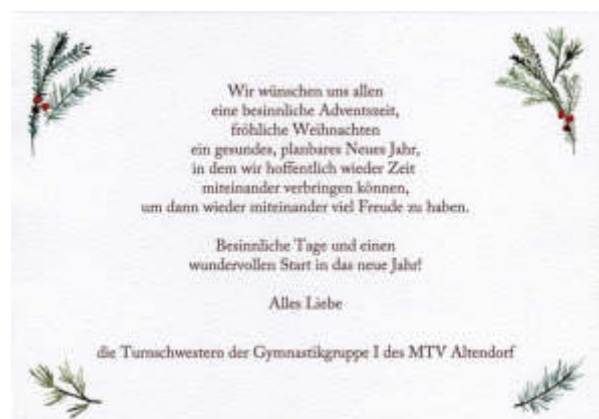 Wir wünschen uns allen
eine besinnliche Adventszeit,
fröhliche Weihnachten
ein gesundes, planbares Neues Jahr,
in dem wir hoffentlich wieder Zeit
miteinander verbringen können,
um dann wieder miteinander viel Freude zu haben.
Besinnliche Tage und einen
wundervollen Start in das neue Jahr!
Alles Liebe
die Turnschwestern der Gymnastikgruppe I des MTV Altendorf